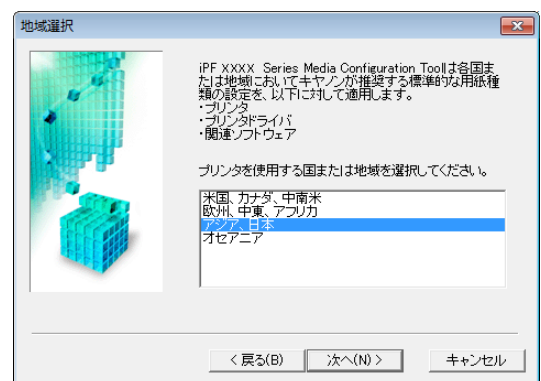 地域選択
iPF XXXX Series Media Configuration Toolは各国ま
たは地域においてキヤノンが推奨する標準的な用紙種
類の設定を、以下に対して適用します。
・プリンタ
・プリンタドライバ
・関連ソフトウェア
プリンタを使用する国または地域を選択してください。
米国、カナダ、中南米
欧州、中東、アフリカ
アジア、日本
オセアニア
< 戻る(B)
次へ(N) >
キャンセル